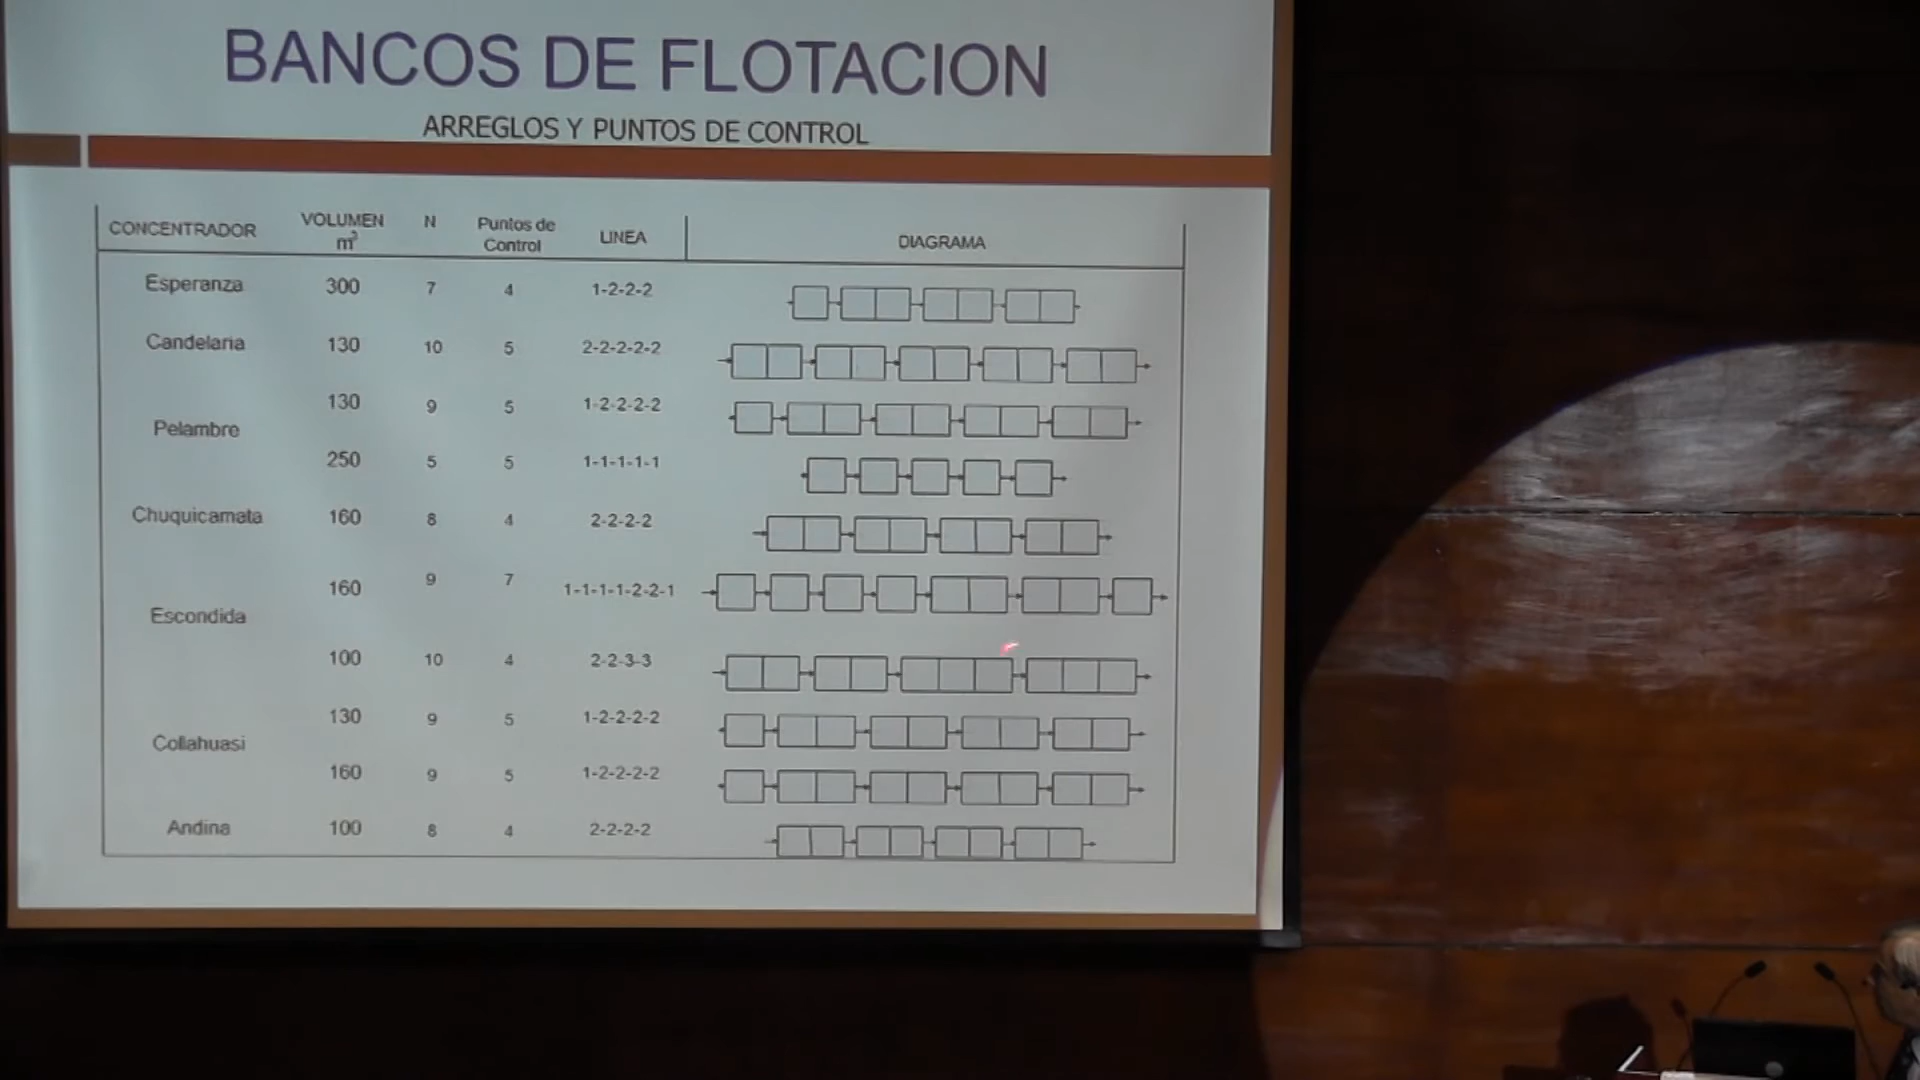 BANCOS DE FLOTACION
ARREGLOS Y PUNTOS DE CONTROL
CONCENTRADOR VOLUMEN m³ N Puntos de Control LINEA DIAGRAMA
Esperanza 300 7 4 1-2-2-2
Candelaria 130 10 5 2-2-2-2-2
130 9 5 1-2-2-2-2
Pelambre
250 5 5 1-1-1-1-1
Chuquicamata 160 8 4 2-2-2-2
160 9 7 1-1-1-1-2-2-1
Escondida
100 10 4 2-2-3-3
130 9 5 1-2-2-2-2
Collahuasi
160 9 5 1-2-2-2-2
Andina 100 8 4 2-2-2-2